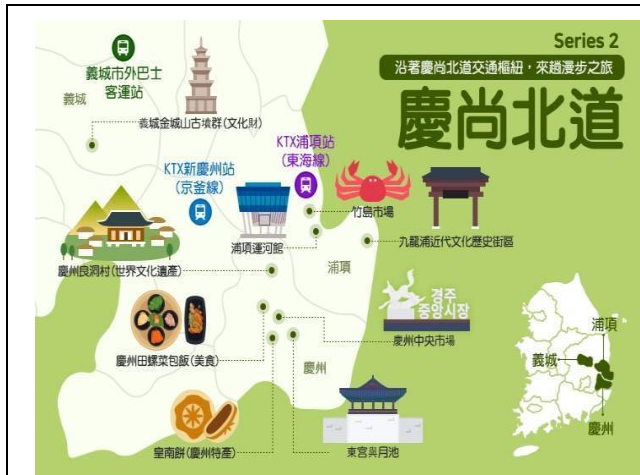 Series 2
沿著慶尚北道交通樞紐，來趟漫步之旅
慶尚北道
義城市外巴士
客運站
義城
義城金城山古墳群(文化財)
KTX浦項站
(東海線)
KTX新慶州站
(京釜線)
竹島市場
浦項運河館
九龍浦近代文化歷史街區
慶州良洞村(世界文化遺產)
浦項
경주
중앙시장
慶州田螺菜包飯(美食)
慶州中央市場
慶州
皇南餅(慶州特產)
東宮與月池
浦項
義城
慶州